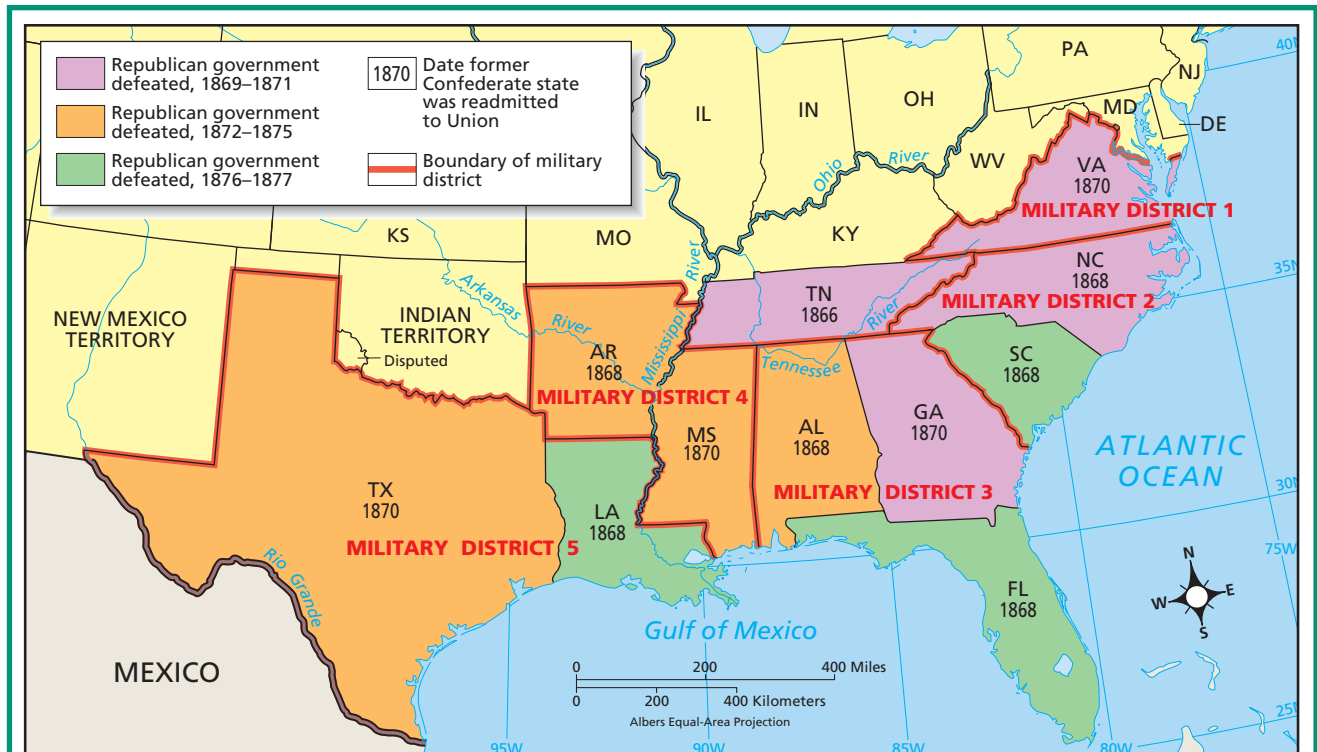 Republican government
defeated, 1869–1871
Republican government
defeated, 1872–1875
Republican government
defeated, 1876–1877
1870
Date former
Confederate state
was readmitted
to Union
Boundary of military
district
PA
NJ
MD
DE
OH
IN
IL
WV
Ohio
River
VA
1870
MILITARY DISTRICT 1
KY
MO
KS
NC
1868
MILITARY DISTRICT 2
TN
1866
River
Tennessee
Mississippi
River
Arkansas
River
NEW MEXICO
TERRITORY
INDIAN
TERRITORY
Disputed
AR
1868
MILITARY DISTRICT 4
SC
1868
GA
1870
AL
1868
MS
1870
MILITARY DISTRICT 3
TX
1870
LA
1868
MILITARY DISTRICT 5
FL
1868
Rio Grande
MEXICO
Gulf of Mexico
ATLANTIC
OCEAN
N
W
E
S
0
200
400 Miles
0
200
400 Kilometers
Albers Equal-Area Projection
40N
35N
30N
25N
75W
95W
90W
85W
80W